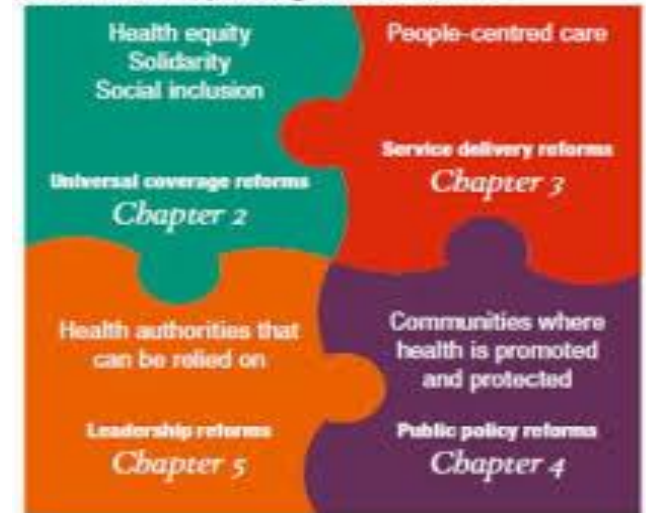 Health equity
Solidarity
Social inclusion
Universal coverage reforms
Chapter 2
People-centred care
Service delivery reforms
Chapter 3
Health authorities that
can be relied on
Leadership reforms
Chapter 5
Communities where
health is promoted
and protected
Public policy reforms
Chapter 4